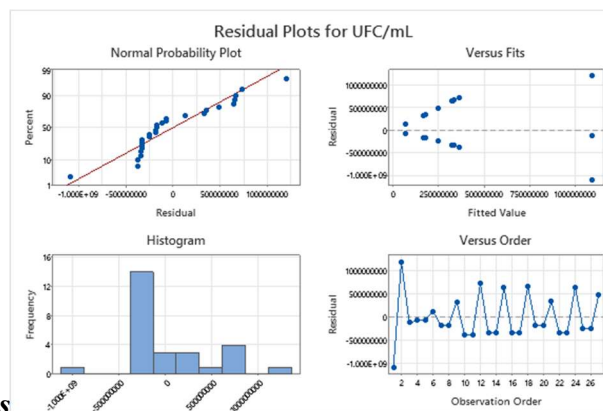 Residual Plots for UFC/mL
Normal Probability Plot
Versus Fits
99
90
50
10
1
Percent
-1.000E+09 -500000000 0 500000000 1000000000
Residual
1000000000
500000000
0
-500000000
-1.000E+09
Residual
0 250000000 500000000 750000000 1000000000
Fitted Value
Histogram
Versus Order
16
12
8
4
0
Frequency
-1.000E+09 -500000000 0 500000000 1000000000
1000000000
500000000
0
-500000000
-1.000E+09
Residual
2 4 6 8 10 12 14 16 18 20 22 24 26
Observation Order
s